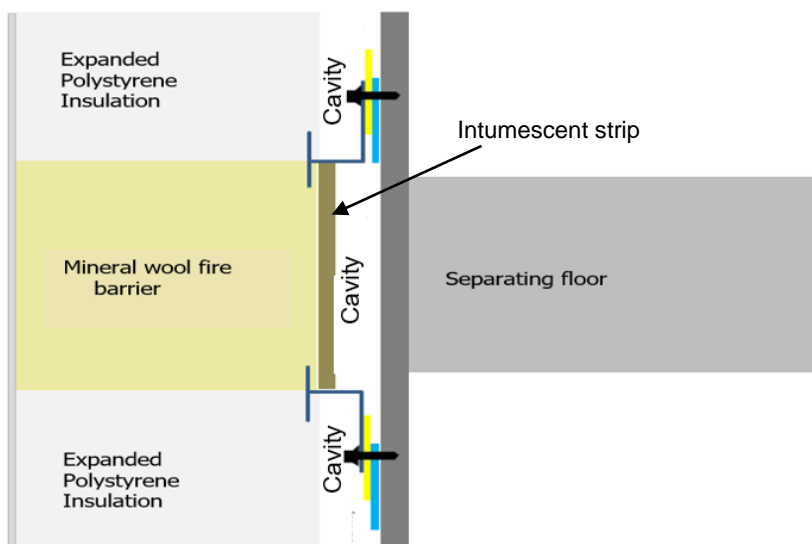 Expanded
Polystyrene
Insulation
Cavity
Intumescent strip
Mineral wool fire
barrier
Cavity
Separating floor
Expanded
Polystyrene
Insulation
Cavity